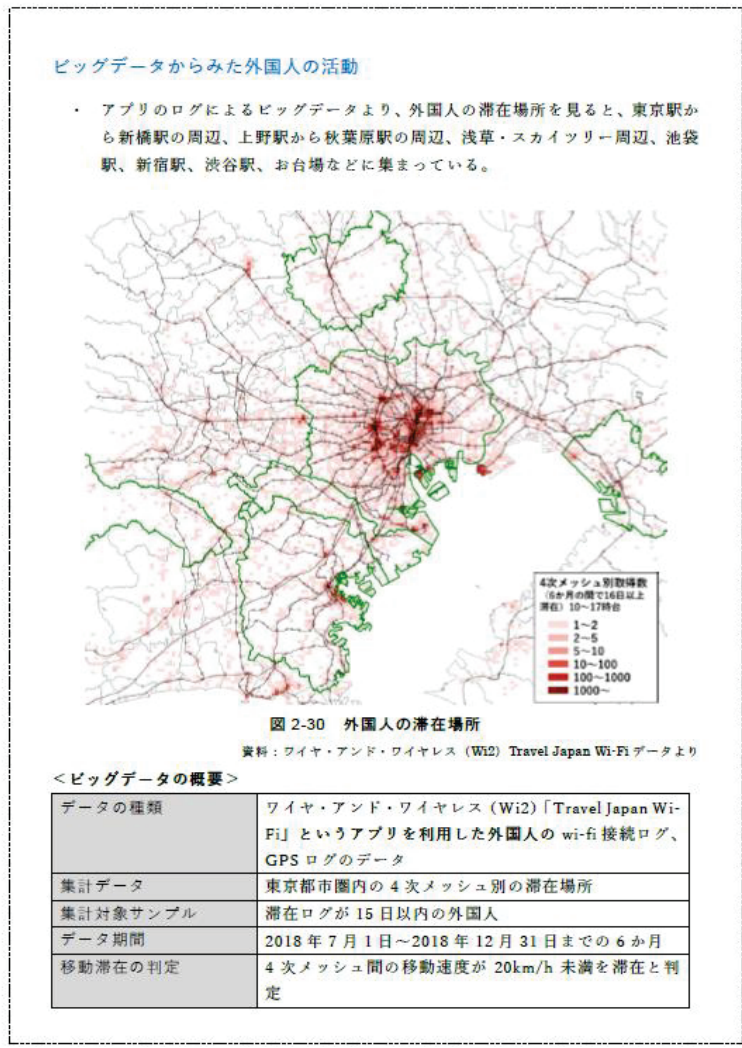 ビッグデータからみた外国人の活動
・ アプリのログによるビッグデータより、外国人の滞在場所を見ると、東京駅か
ら新橋駅の周辺、上野駅から秋葉原駅の周辺、浅草・スカイツリー周辺、池袋
駅、新宿駅、渋谷駅、お台場などに集まっている。
4次メッシュ別取得数
（6か月の間で16日以上
滞在）10～17時台
1～2
2～5
5～10
10～100
100～1000
1000～
図 2-30 外国人の滞在場所
資料：ワイヤ・アンド・ワイヤレス（Wi2）Travel Japan Wi-Fi データより
＜ビッグデータの概要＞
データの種類
ワイヤ・アンド・ワイヤレス（Wi2）「Travel Japan Wi-
Fi」というアプリを利用した外国人の wi-fi 接続ログ、
GPS ログのデータ
集計データ
東京都市圏内の 4 次メッシュ別の滞在場所
集計対象サンプル
滞在ログが 15 日以内の外国人
データ期間
2018 年 7 月 1 日～2018 年 12 月 31 日までの 6 か月
移動滞在の判定
4 次メッシュ間の移動速度が 20km/h 未満を滞在と判
定